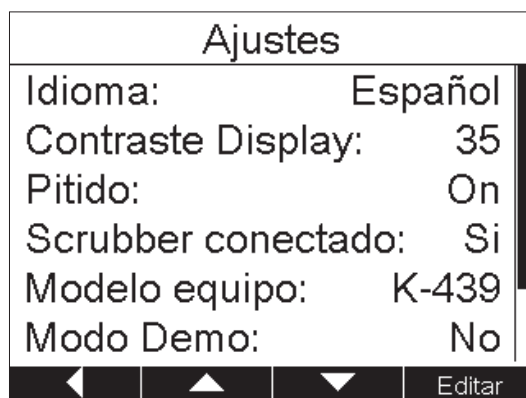 Ajustes
Idioma: Español
Contraste Display: 35
Pitido: On
Scrubber conectado: Si
Modelo equipo: K-439
Modo Demo: No
Editar